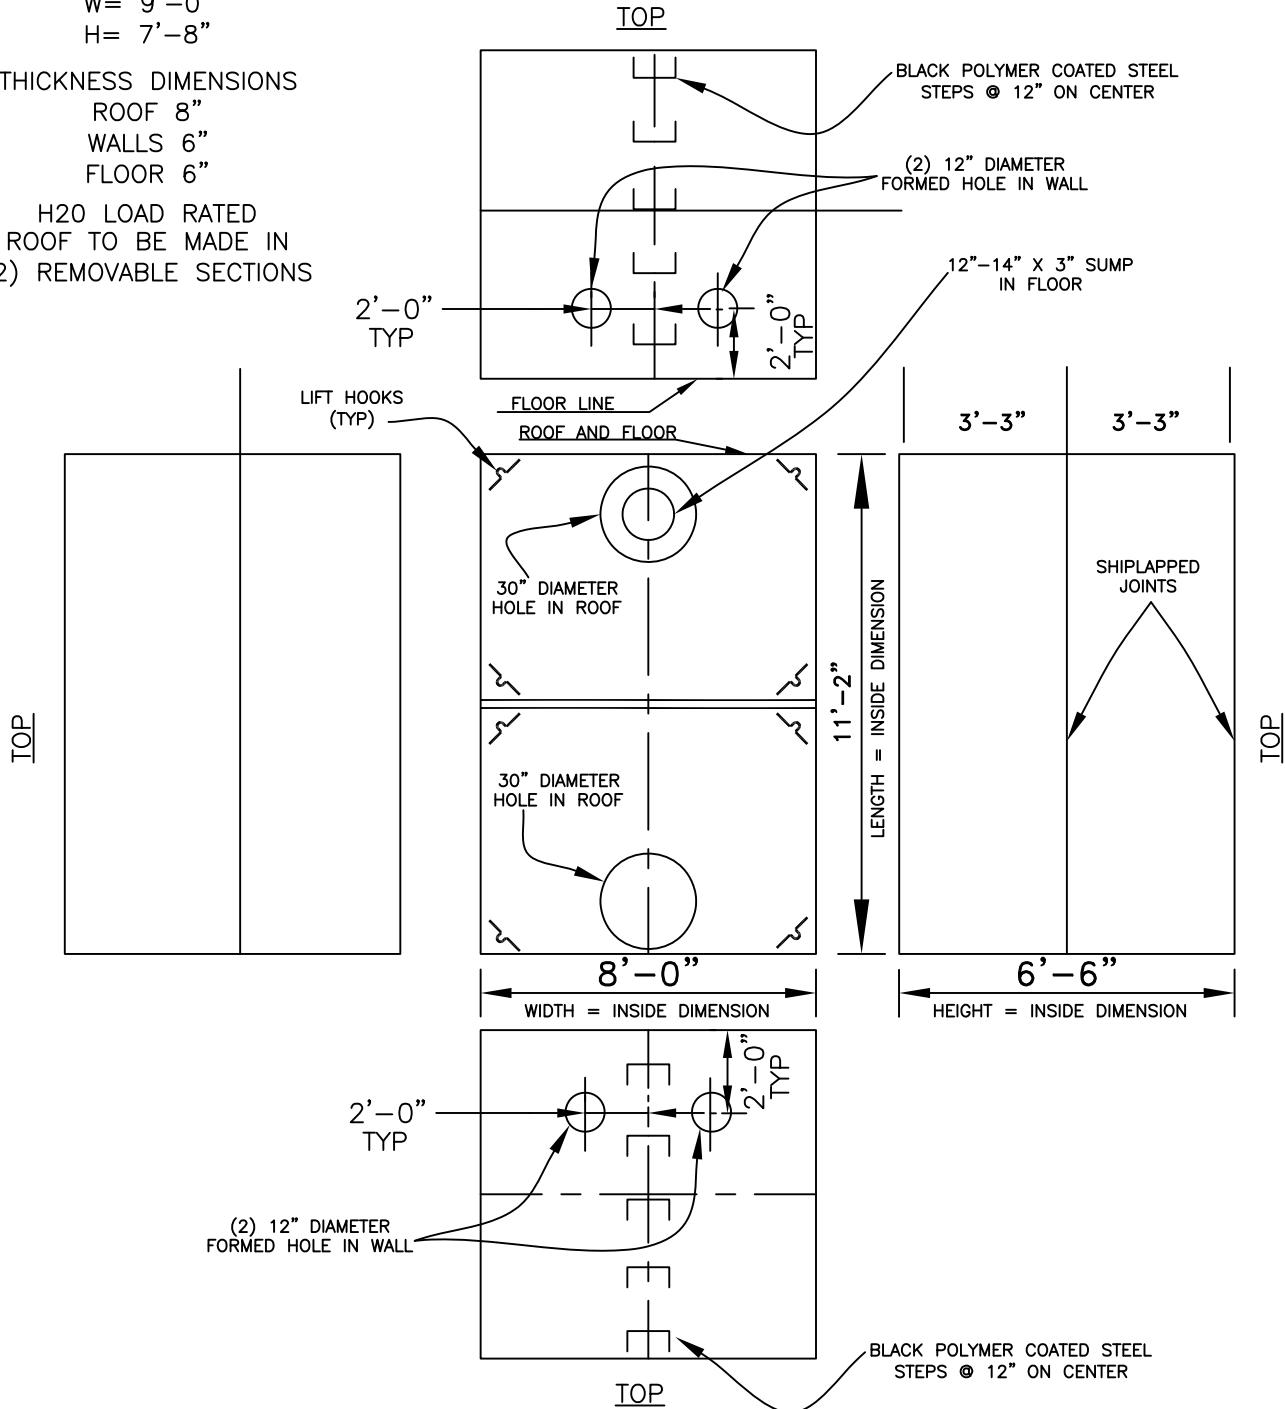 W= 9'-0"
H= 7'-8"
THICKNESS DIMENSIONS
ROOF 8"
WALLS 6"
FLOOR 6"
H20 LOAD RATED
ROOF TO BE MADE IN
2) REMOVABLE SECTIONS
TOP
BLACK POLYMER COATED STEEL
STEPS @ 12" ON CENTER
(2) 12" DIAMETER
FORMED HOLE IN WALL
12"-14" X 3" SUMP
IN FLOOR
2'-0"
TYP
2'-0"
TYP
LIFT HOOKS
(TYP)
FLOOR LINE
ROOF AND FLOOR
3'-3"
3'-3"
30" DIAMETER
HOLE IN ROOF
SHIPLAPPED
JOINTS
TOP
11'-2"
LENGTH = INSIDE DIMENSION
TOP
30" DIAMETER
HOLE IN ROOF
8'-0"
WIDTH = INSIDE DIMENSION
6'-6"
HEIGHT = INSIDE DIMENSION
2'-0"
TYP
2'-0"
TYP
(2) 12" DIAMETER
FORMED HOLE IN WALL
BLACK POLYMER COATED STEEL
STEPS @ 12" ON CENTER
TOP